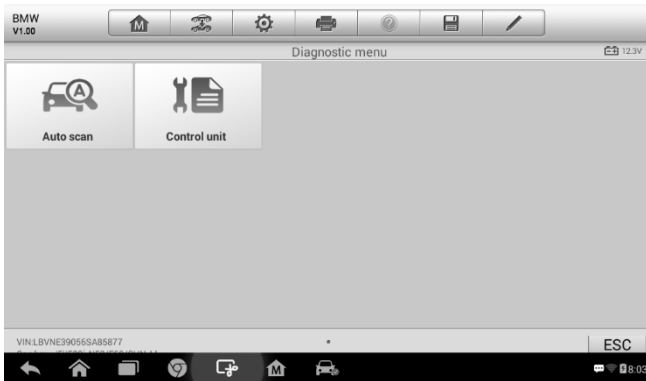 BMW
V1.00
M
?
Diagnostic menu
12.3V
A
Auto scan
Control unit
VIN:LBVNE39056SA85877
ESC
M
8:03